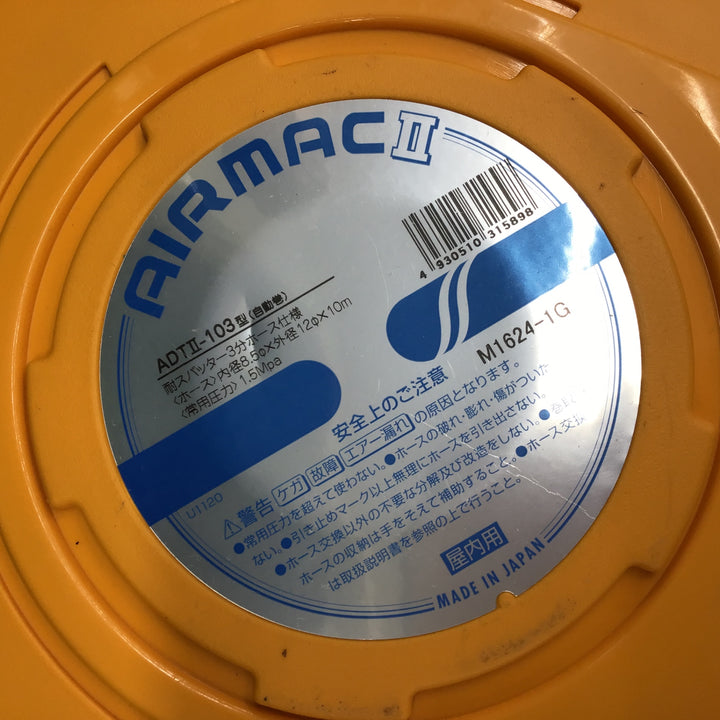 AIRMAC II
4 930510 315898
ADTII-103型(自動巻)
耐スパッター3分ホース仕様
〈ホース〉内径8.5φ×外径12φ×10m
〈常用圧力〉1.5Mpa
M1624-1G
安全上のご注意
⚠警告 ケガ 故障 エアー漏れ の原因となります。
●常用圧力を超えて使わない。●ホースの破れ・膨れ・傷がついた
ない。●引き止めマーク以上無理にホースを引き出さない。
●ホース交換以外の不要な分解及び改造をしない。
ホースの収納は手をそえて補助すること。●ホース交換
は取扱説明書を参照の上で行うこと。
U1120
屋内用
MADE IN JAPAN